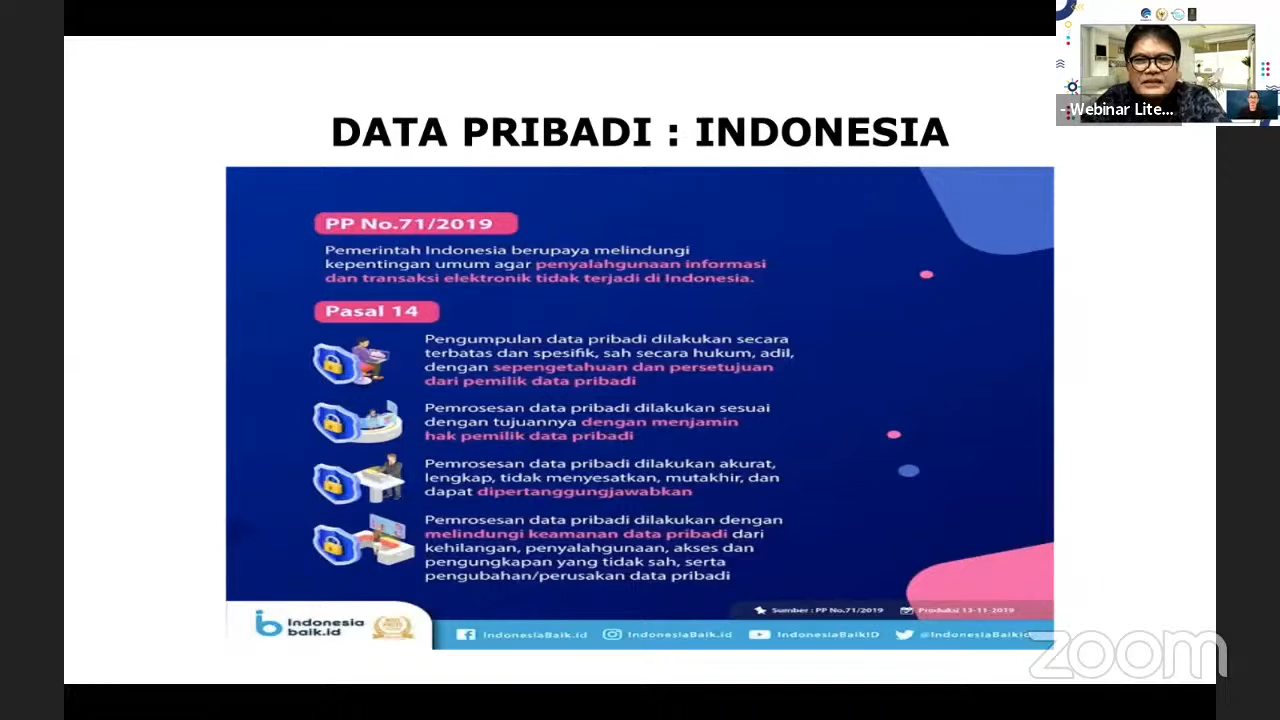 - Webinar Lite...
DATA PRIBADI : INDONESIA
PP No.71/2019
Pemerintah Indonesia berupaya melindungi
kepentingan umum agar penyalahgunaan informasi
dan transaksi elektronik tidak terjadi di Indonesia.
Pasal 14
Pengumpulan data pribadi dilakukan secara
terbatas dan spesifik, sah secara hukum, adil,
dengan sepengetahuan dan persetujuan
dari pemilik data pribadi
Pemrosesan data pribadi dilakukan sesuai
dengan tujuannya dengan menjamin
hak pemilik data pribadi
Pemrosesan data pribadi dilakukan akurat,
lengkap, tidak menyesatkan, mutakhir, dan
dapat dipertanggungjawabkan
Pemrosesan data pribadi dilakukan dengan
melindungi keamanan data pribadi dari
kehilangan, penyalahgunaan, akses dan
pengungkapan yang tidak sah, serta
pengubahan/perusakan data pribadi
Sumber : PP No.71/2019 Produksi 13-11-2019
Indonesia
baik.id
IndonesiaBaik.id IndonesiaBaik.id IndonesiaBaikID @IndonesiaBaikid
zoom